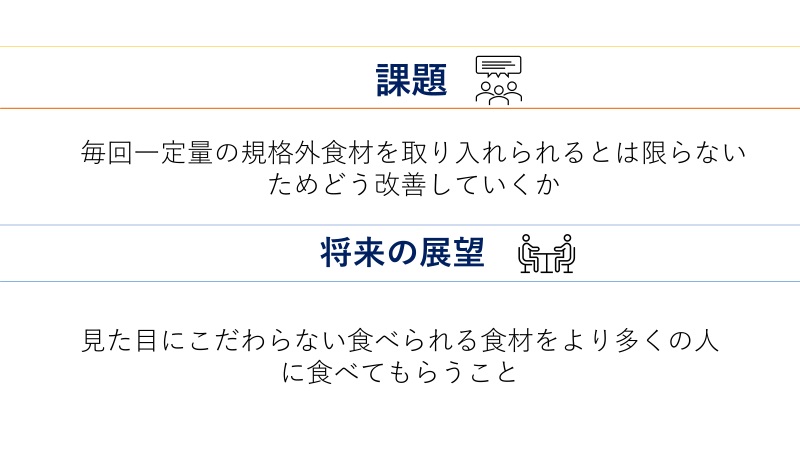 課題
毎回一定量の規格外食材を取り入れられるとは限らない
ためどう改善していくか
将来の展望
見た目にこだわらない食べられる食材をより多くの人
に食べてもらうこと